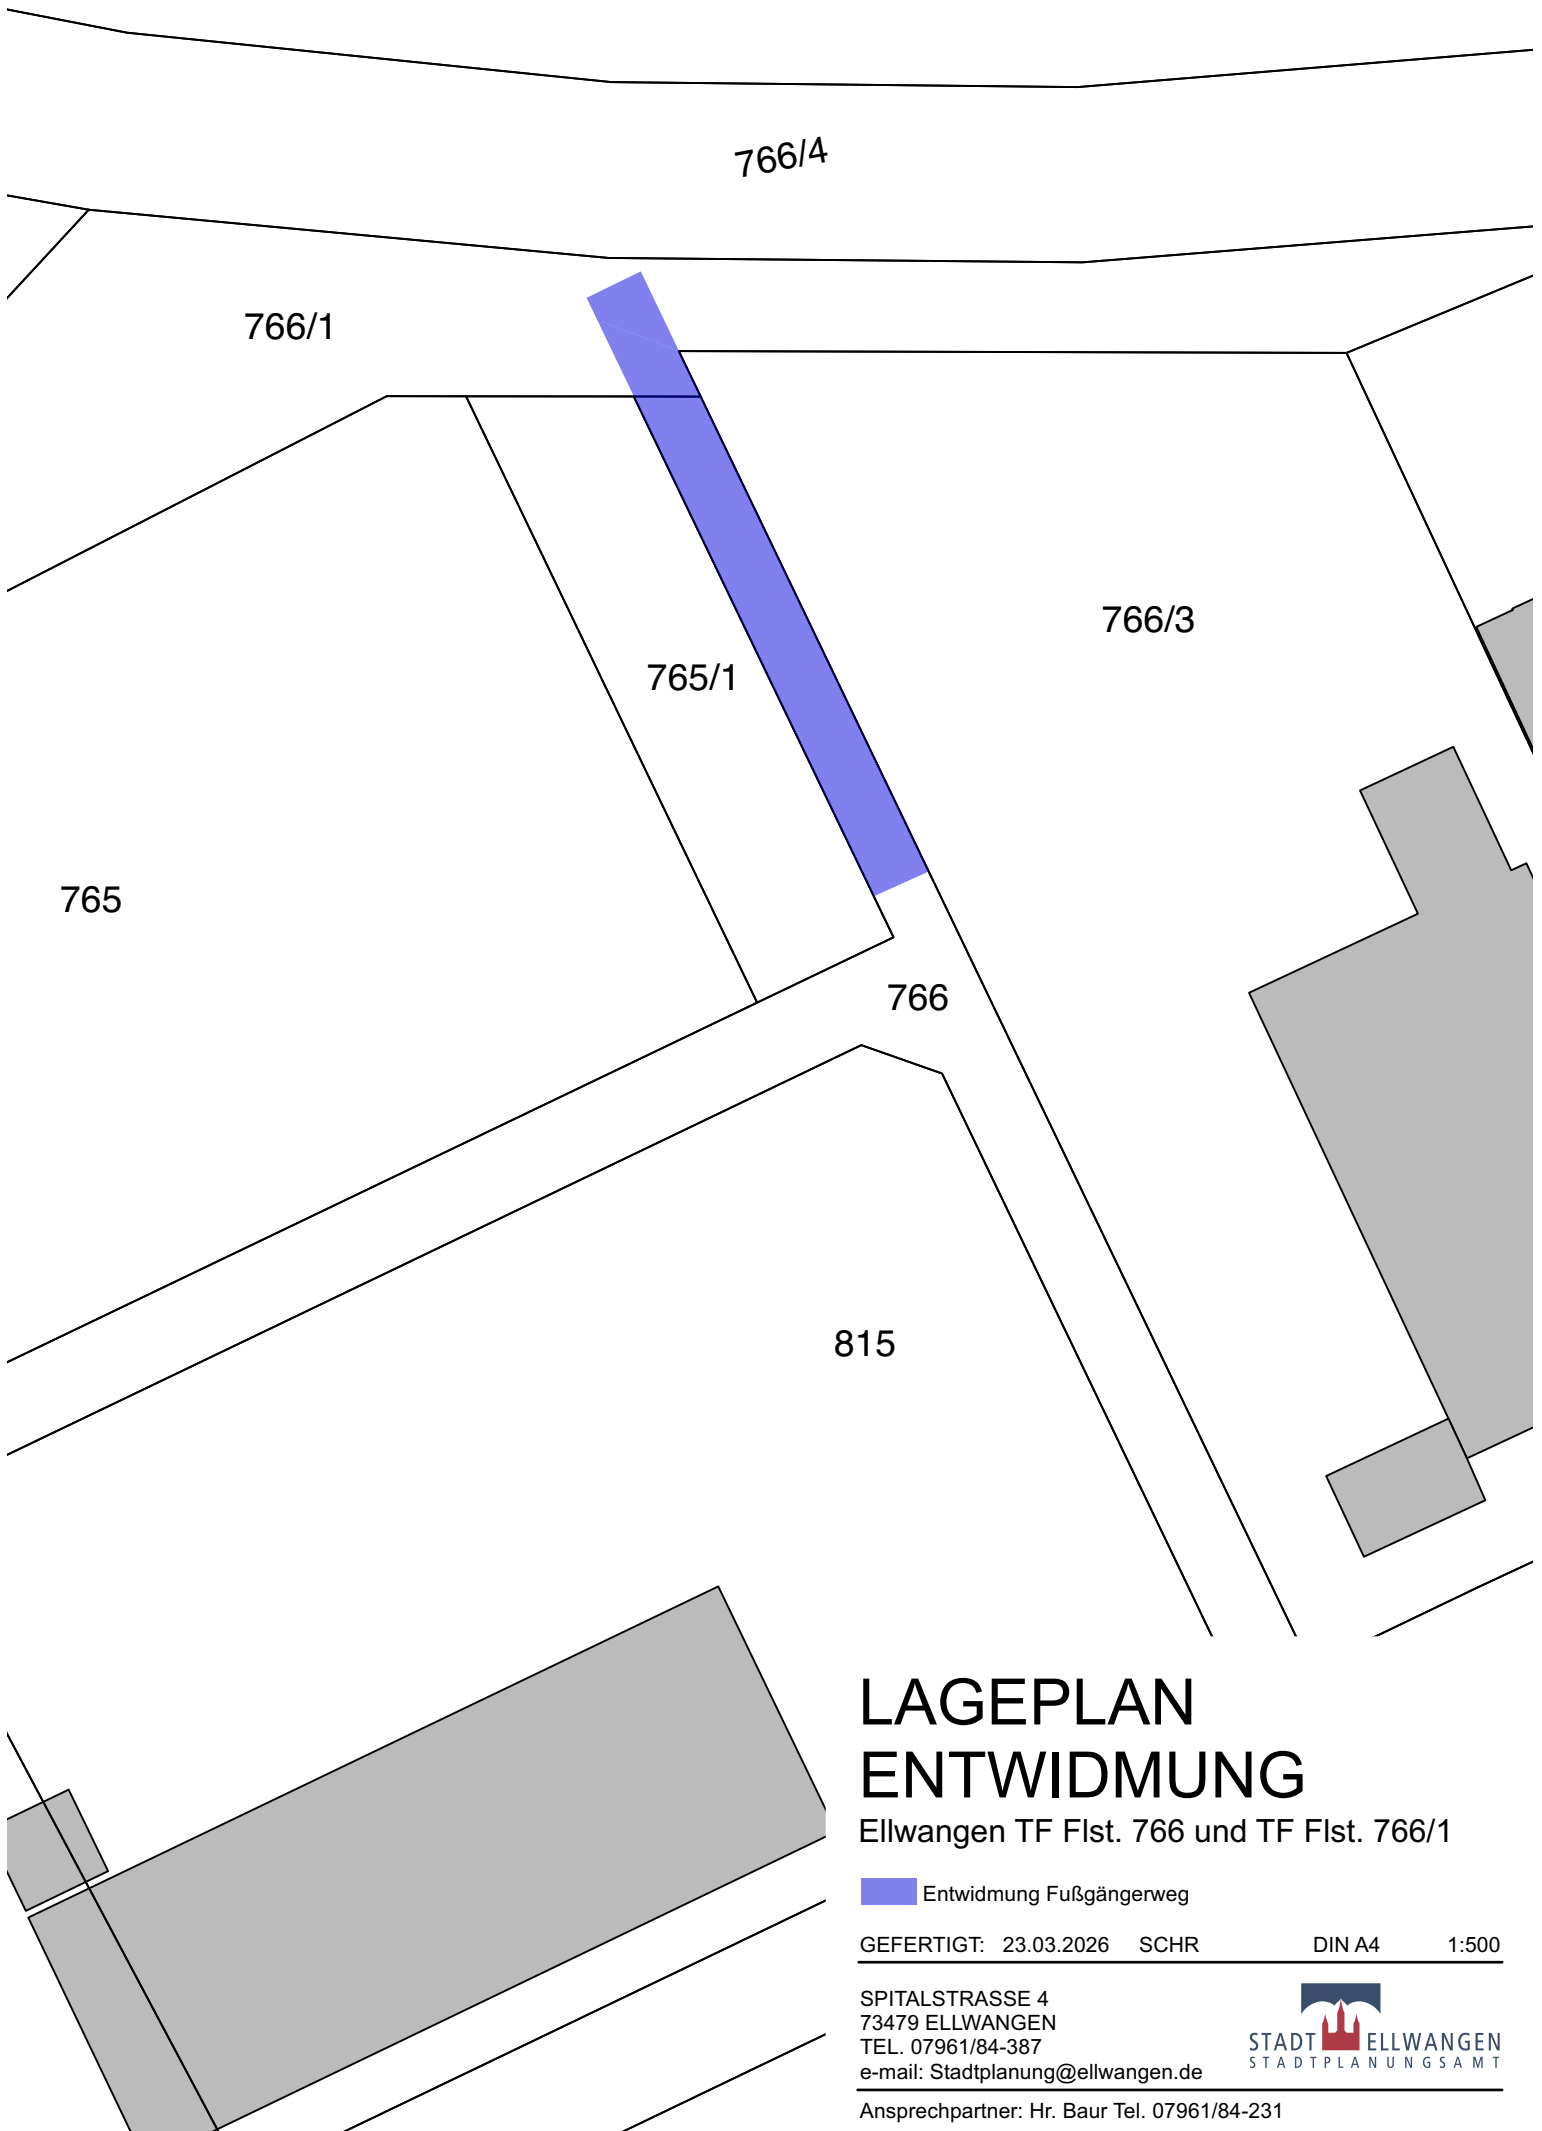 766/4
766/1
766/3
765/1
765
766
815
LAGEPLAN
ENTWIDMUNG
Ellwangen TF Flst. 766 und TF Flst. 766/1
Entwidmung Fußgängerweg
GEFERTIGT: 23.03.2026 SCHR DIN A4 1:500
SPITALSTRASSE 4
73479 ELLWANGEN
TEL. 07961/84-387
e-mail: Stadtplanung@ellwangen.de
STADT ELLWANGEN
STADTPLANUNGSAMT
Ansprechpartner: Hr. Baur Tel. 07961/84-231